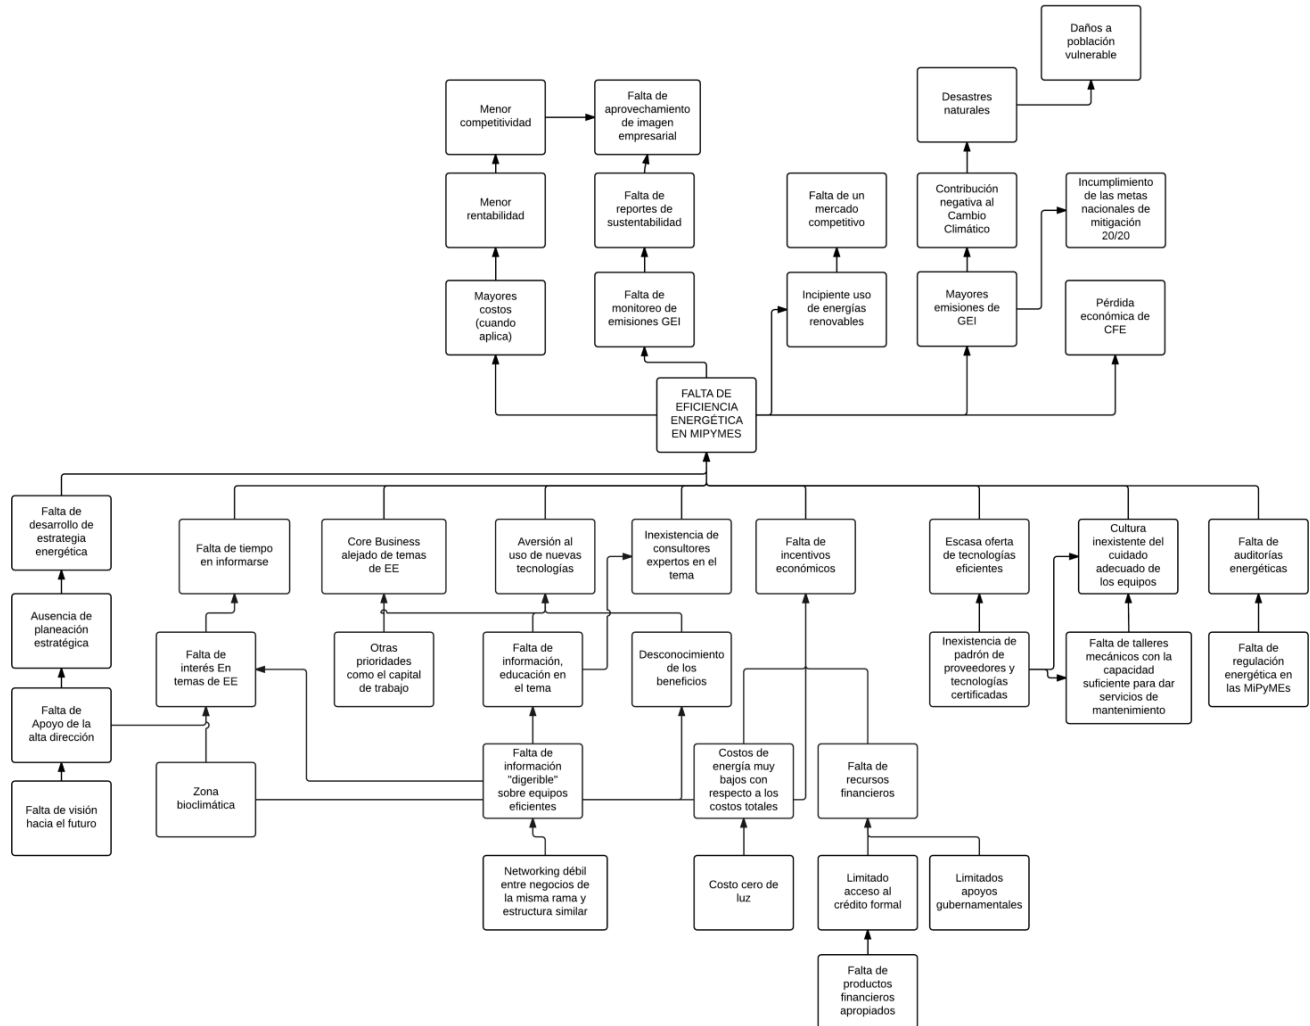 Daños a
población
vulnerable
Menor
competitividad
Falta de
aprovechamiento
de imagen
empresarial
Desastres
naturales
Menor
rentabilidad
Falta de
reportes de
sustentabilidad
Falta de un
mercado
competitivo
Contribución
negativa al
Cambio
Climático
Incumplimiento
de las metas
nacionales de
mitigación
20/20
Mayores
costos
(cuando
aplica)
Falta de
monitoreo de
emisiones GEI
Incipiente uso
de energías
renovables
Mayores
emisiones de
GEI
Pérdida
económica de
CFE
FALTA DE
EFICIENCIA
ENERGÉTICA
EN MIPYMES
Falta de
desarrollo de
estrategia
energética
Falta de tiempo
en informarse
Core Business
alejado de temas
de EE
Aversión al
uso de nuevas
tecnologías
Inexistencia de
consultores
expertos en el
tema
Falta de
incentivos
económicos
Escasa oferta
de tecnologías
eficientes
Cultura
inexistente del
cuidado
adecuado de
los equipos
Falta de
auditorías
energéticas
Ausencia de
planeación
estratégica
Falta de
interés En
temas de EE
Otras
prioridades
como el capital
de trabajo
Falta de
información,
educación en
el tema
Desconocimiento
de los
beneficios
Inexistencia de
padrón de
proveedores y
tecnologías
certificadas
Falta de talleres
mecánicos con la
capacidad
suficiente para dar
servicios de
mantenimiento
Falta de
regulación
energética en
las MiPyMEs
Falta de
Apoyo de la
alta dirección
Zona
bioclimática
Falta de
información
"digerible"
sobre equipos
eficientes
Costos de
energía muy
bajos con
respecto a los
costos totales
Falta de
recursos
financieros
Falta de visión
hacia el futuro
Networking débil
entre negocios de
la misma rama y
estructura similar
Costo cero de
luz
Limitado
acceso al
crédito formal
Limitados
apoyos
gubernamentales
Falta de
productos
financieros
apropiados